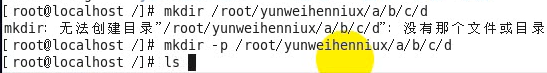 [root@localhost /]# mkdir /root/yunweihenniux/a/b/c/d
mkdir: 无法创建目录"/root/yunweihenniux/a/b/c/d": 没有那个文件或目录
[root@localhost /]# mkdir -p /root/yunweihenniux/a/b/c/d
[root@localhost /]# ls